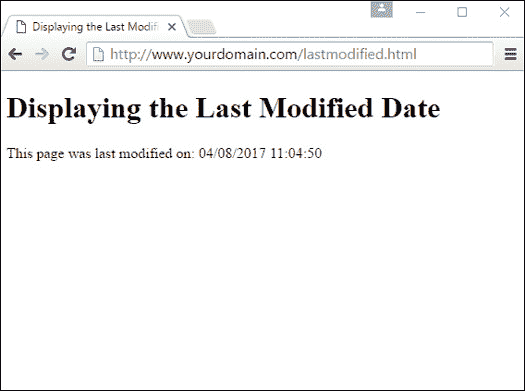 Displaying the Last Modifi
http://www.yourdomain.com/lastmodified.html
Displaying the Last Modified Date
This page was last modified on: 04/08/2017 11:04:50